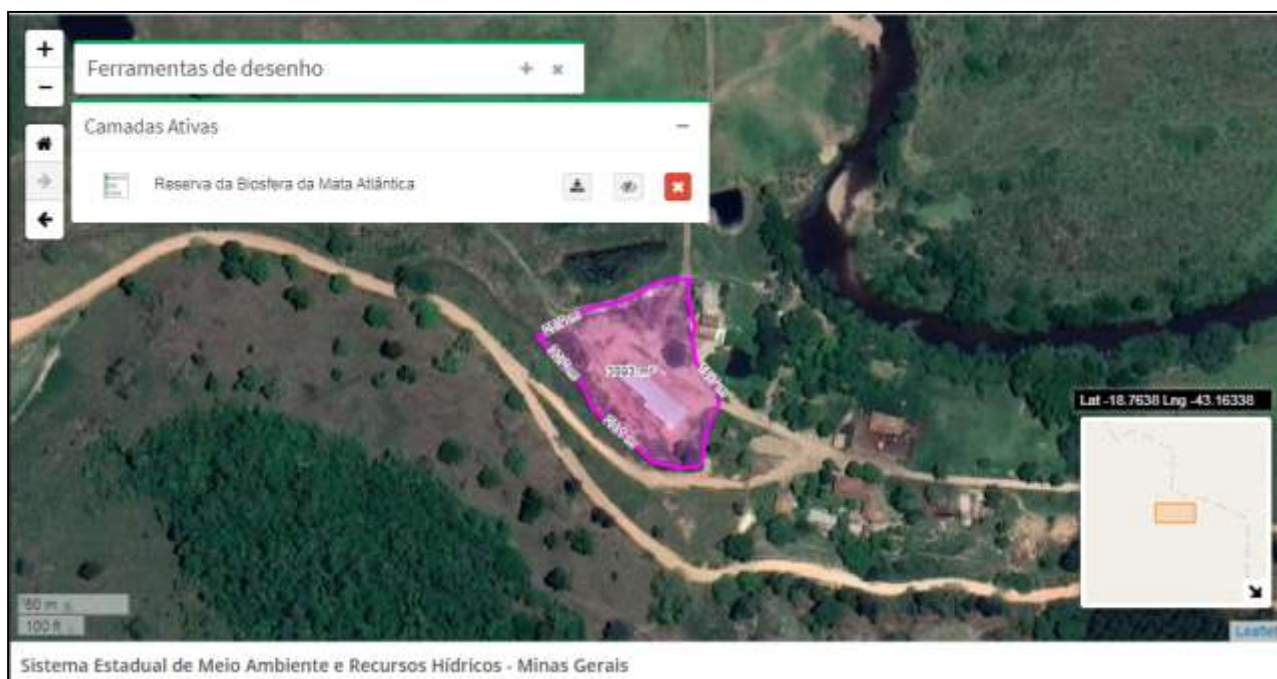 +
Ferramentas de desenho + ×
−
Camadas Ativas −
Reserva da Biosfera da Mata Atlântica
Lat -18.7638 Lng -43.16338
50 m
100 ft
Sistema Estadual de Meio Ambiente e Recursos Hídricos - Minas Gerais